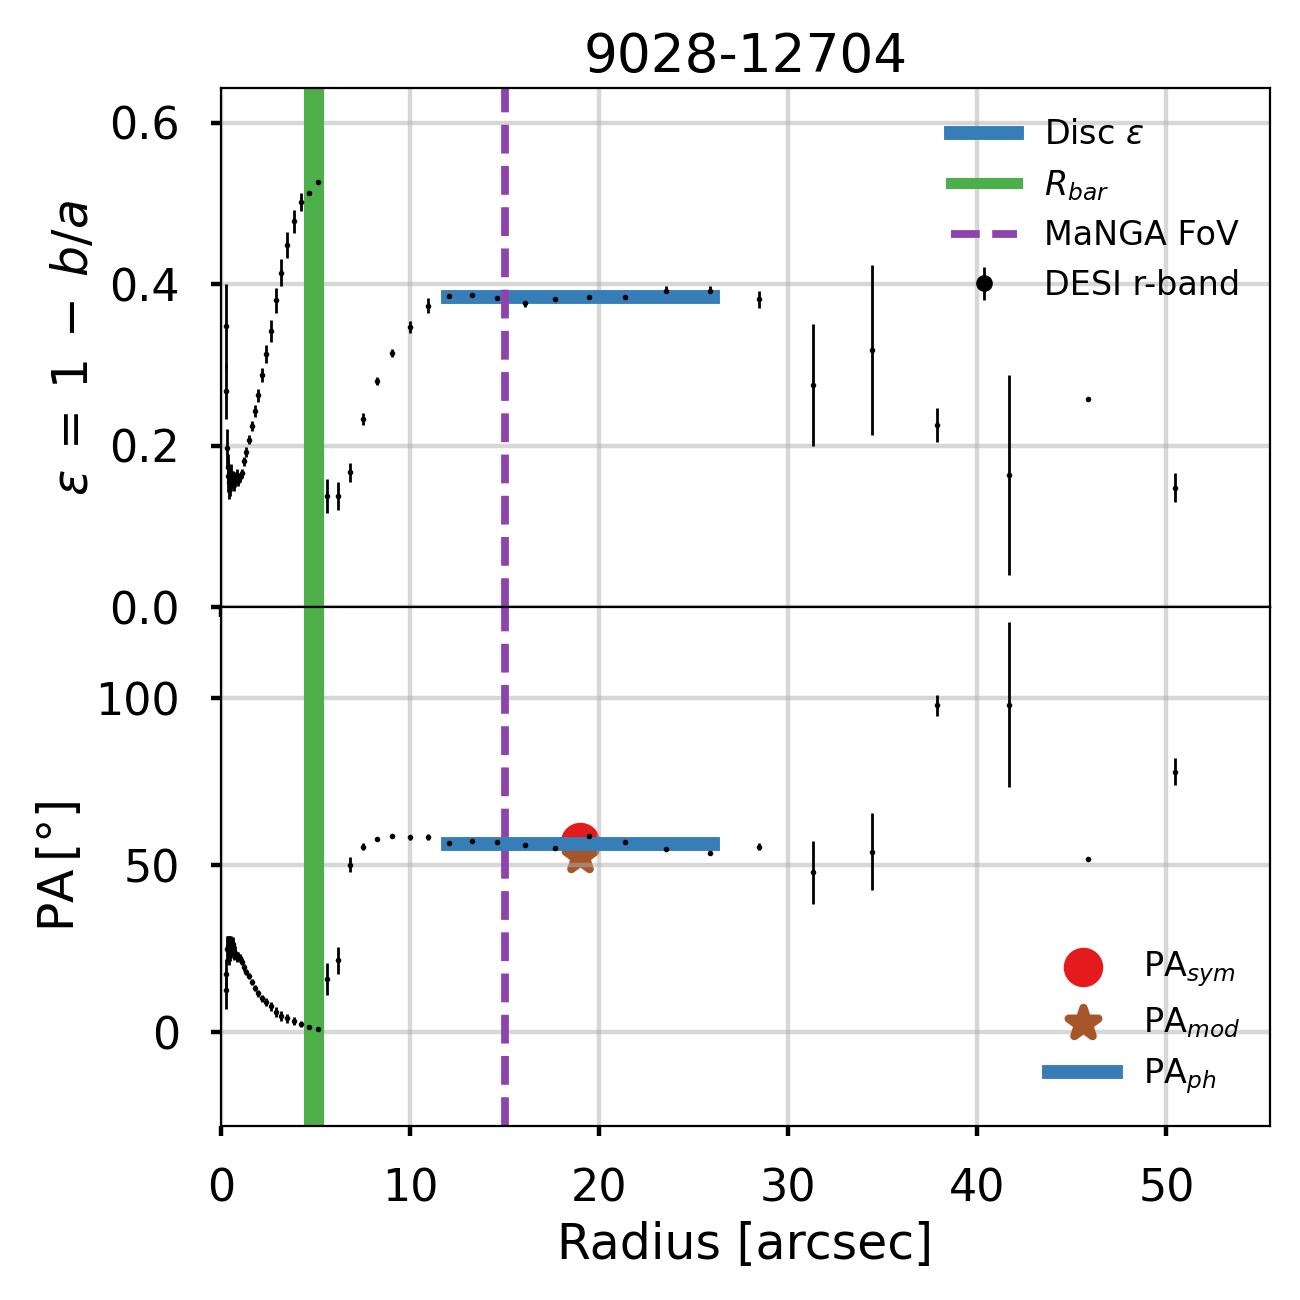 9028-12704
ε = 1 − b/a
0.6
0.4
0.2
0.0
Disc ε
R_bar
MaNGA FoV
DESI r-band
PA [°]
100
50
0
PA_sym
PA_mod
PA_ph
0 10 20 30 40 50
Radius [arcsec]